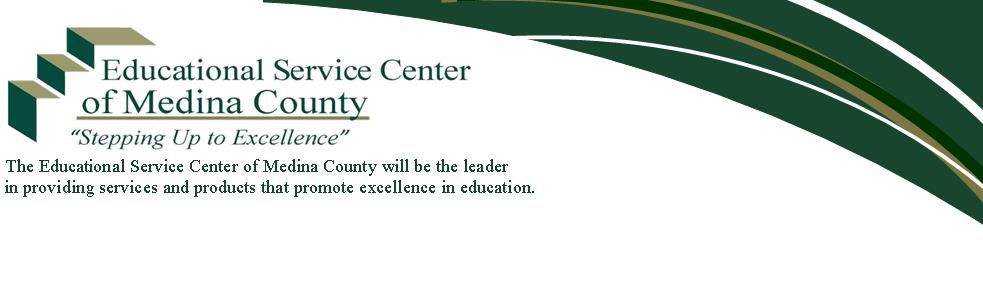 Educational Service Center
of Medina County
“Stepping Up to Excellence”
The Educational Service Center of Medina County will be the leader
in providing services and products that promote excellence in education.